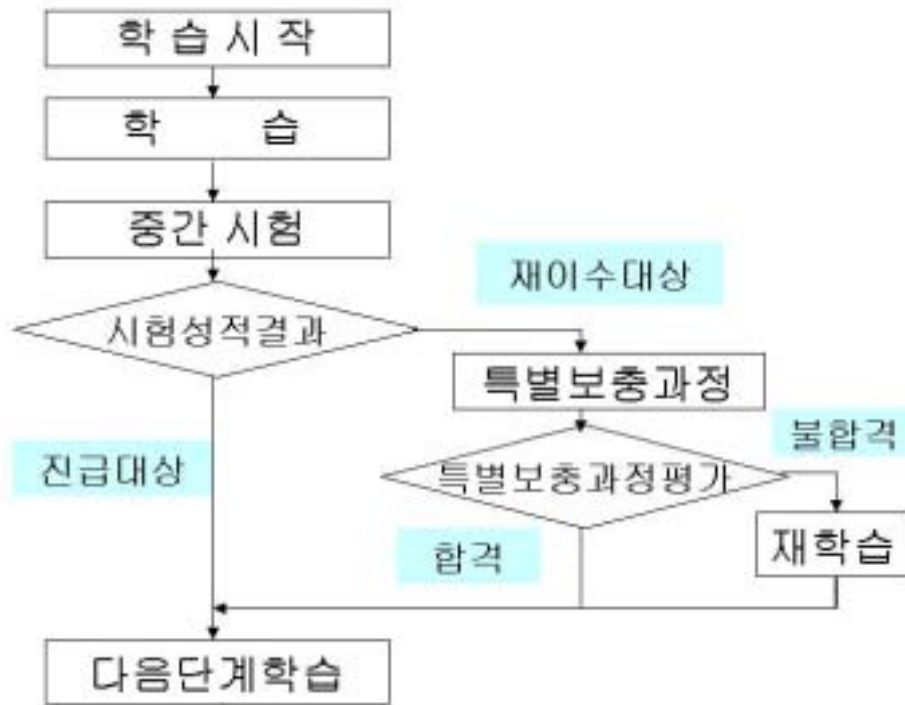 학 습 시 작
학 습
중간 시험
재이수대상
시험성적결과
특별보충과정
불합격
진급대상
특별보충과정평가
재학습
합격
다음단계학습